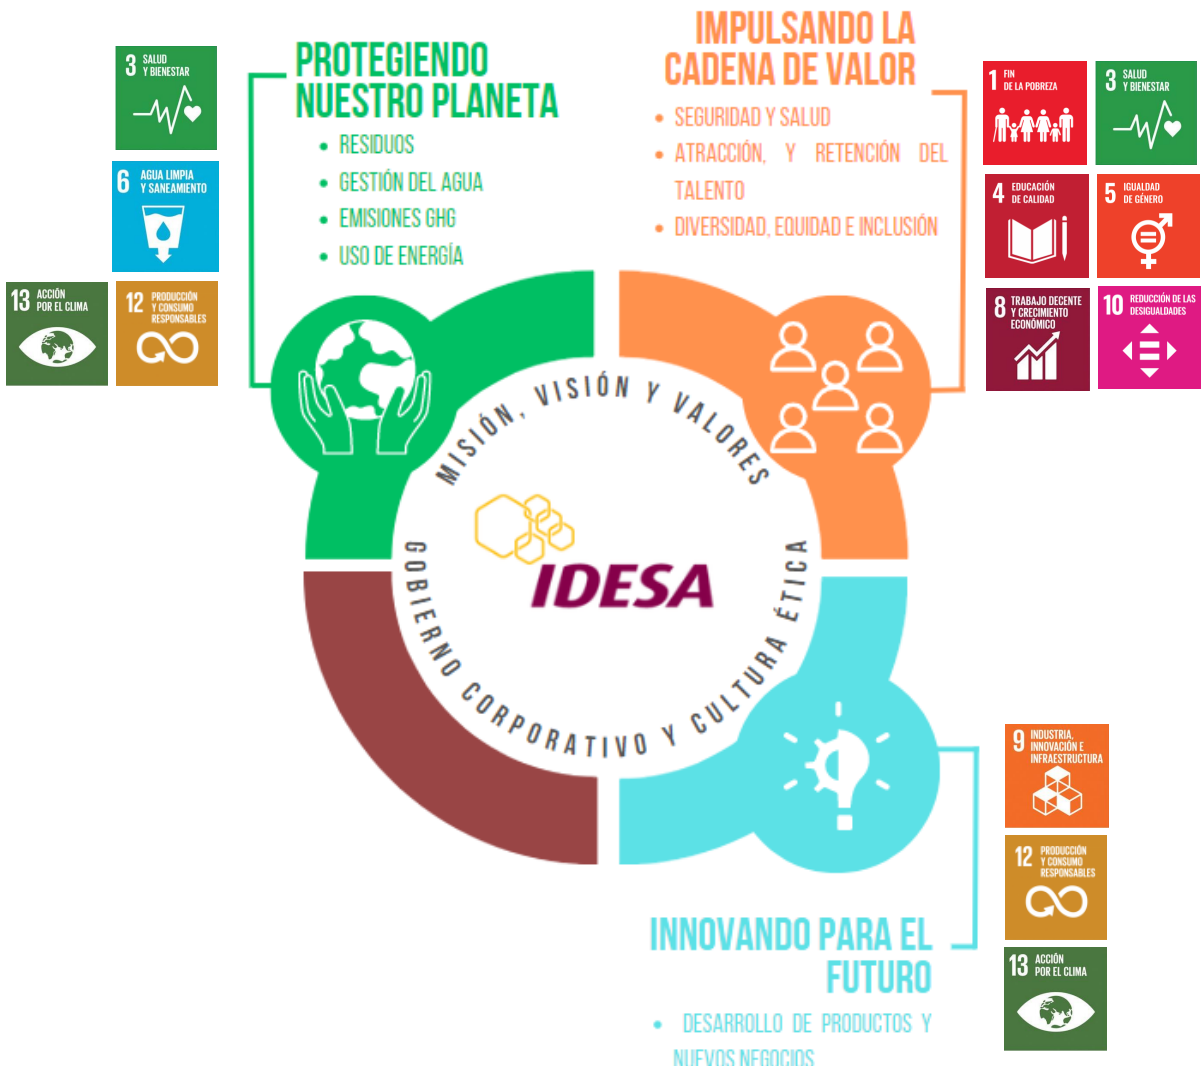 PROTEGIENDO
NUESTRO PLANETA
• RESIDUOS
• GESTIÓN DEL AGUA
• EMISIONES GHG
• USO DE ENERGÍA
3 SALUD
Y BIENESTAR
6 AGUA LIMPIA
Y SANEAMIENTO
13 ACCIÓN
POR EL CLIMA
12 PRODUCCIÓN
Y CONSUMO
RESPONSABLES
IMPULSANDO LA
CADENA DE VALOR
• SEGURIDAD Y SALUD
• ATRACCIÓN, Y RETENCIÓN DEL
TALENTO
• DIVERSIDAD, EQUIDAD E INCLUSIÓN
1 FIN
DE LA POBREZA
3 SALUD
Y BIENESTAR
4 EDUCACIÓN
DE CALIDAD
5 IGUALDAD
DE GÉNERO
8 TRABAJO DECENTE
Y CRECIMIENTO
ECONÓMICO
10 REDUCCIÓN DE LAS
DESIGUALDADES
MISIÓN, VISIÓN Y VALORES
IDESA
GOBIERNO CORPORATIVO Y CULTURA ÉTICA
9 INDUSTRIA,
INNOVACIÓN E
INFRAESTRUCTURA
12 PRODUCCIÓN
Y CONSUMO
RESPONSABLES
13 ACCIÓN
POR EL CLIMA
INNOVANDO PARA EL
FUTURO
• DESARROLLO DE PRODUCTOS Y
NUEVOS NEGOCIOS